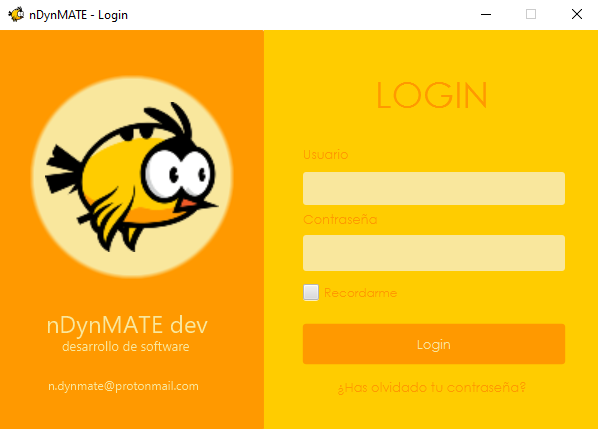 nDynMATE - Login
nDynMATE dev
desarrollo de software
n.dynmate@protonmail.com
LOGIN
Usuario
Contraseña
Recordarme
Login
¿Has olvidado tu contraseña?